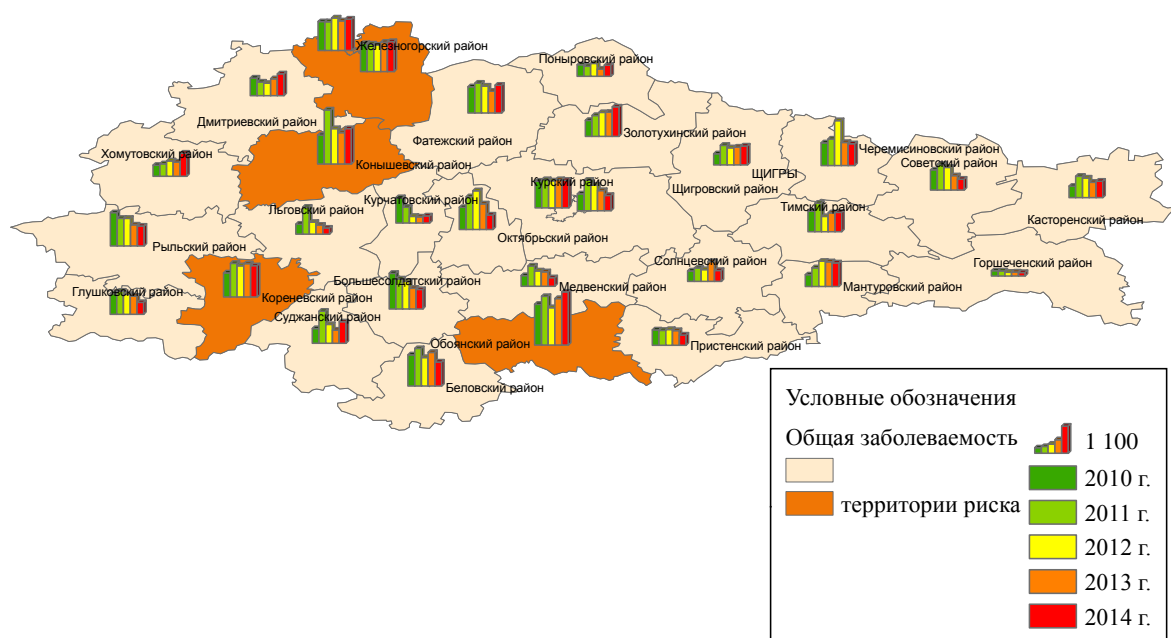 Железногорский район
Поныровский район
Дмитриевский район
Фатежский район
Золотухинский район
Хомутовский район
Конышевский район
ЩИГРЫ
Черемисиновский район
Советский район
Щигровский район
Курский район
Курчатовский район
Льговский район
Тимский район
Касторенский район
Рыльский район
Октябрьский район
Солнцевский район
Горшеченский район
Большесолдатский район
Медвенский район
Мантуровский район
Глушковский район
Кореневский район
Суджанский район
Обоянский район
Пристенский район
Беловский район
Условные обозначения
Общая заболеваемость
территории риска
1 100
2010 г.
2011 г.
2012 г.
2013 г.
2014 г.